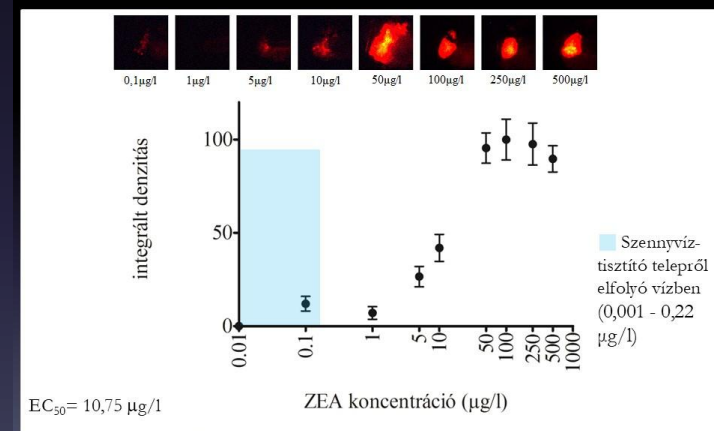 0,1µg/l 1µg/l 5µg/l 10µg/l 50µg/l 100µg/l 250µg/l 500µg/l
integrált denzitás
100
50
0
0.01 0.1 1 5 10 50 100 250 500 1000
ZEA koncentráció (µg/l)
Szennyvíz-
tisztító telepről
elfolyó vízben
(0,001 - 0,22
µg/l)
EC₅₀= 10,75 µg/l